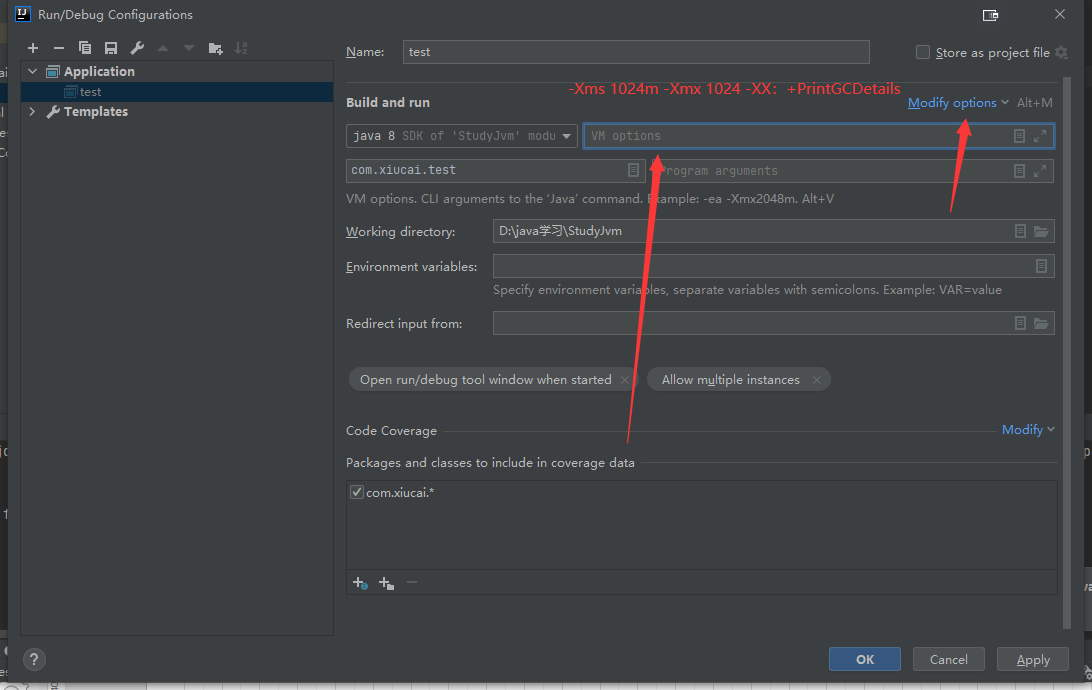 Run/Debug Configurations
Name: test
Store as project file
Application
test
Templates
-Xms 1024m -Xmx 1024 -XX：+PrintGCDetails
Build and run
Modify options Alt+M
java 8 SDK of 'StudyJvm' modu
VM options
com.xiucai.test
rogram arguments
VM options. CLI arguments to the 'Java' command. Example: -ea -Xmx2048m. Alt+V
Working directory: D:\java学习\StudyJvm
Environment variables:
Specify environment variables, separate variables with semicolons. Example: VAR=value
Redirect input from:
Open run/debug tool window when started
Allow multiple instances
Code Coverage
Modify
Packages and classes to include in coverage data
com.xiucai.*
?
OK
Cancel
Apply